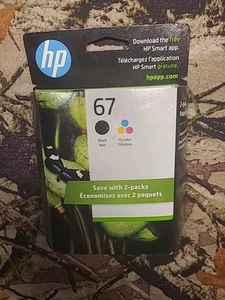 hp
Download the free
HP Smart app.
Téléchargez l'application
HP Smart gratuite.
hpapp.com
67
Black
Noir
Tri-color
Tricolore
Save with 2-packs
Économisez avec 2 paquets